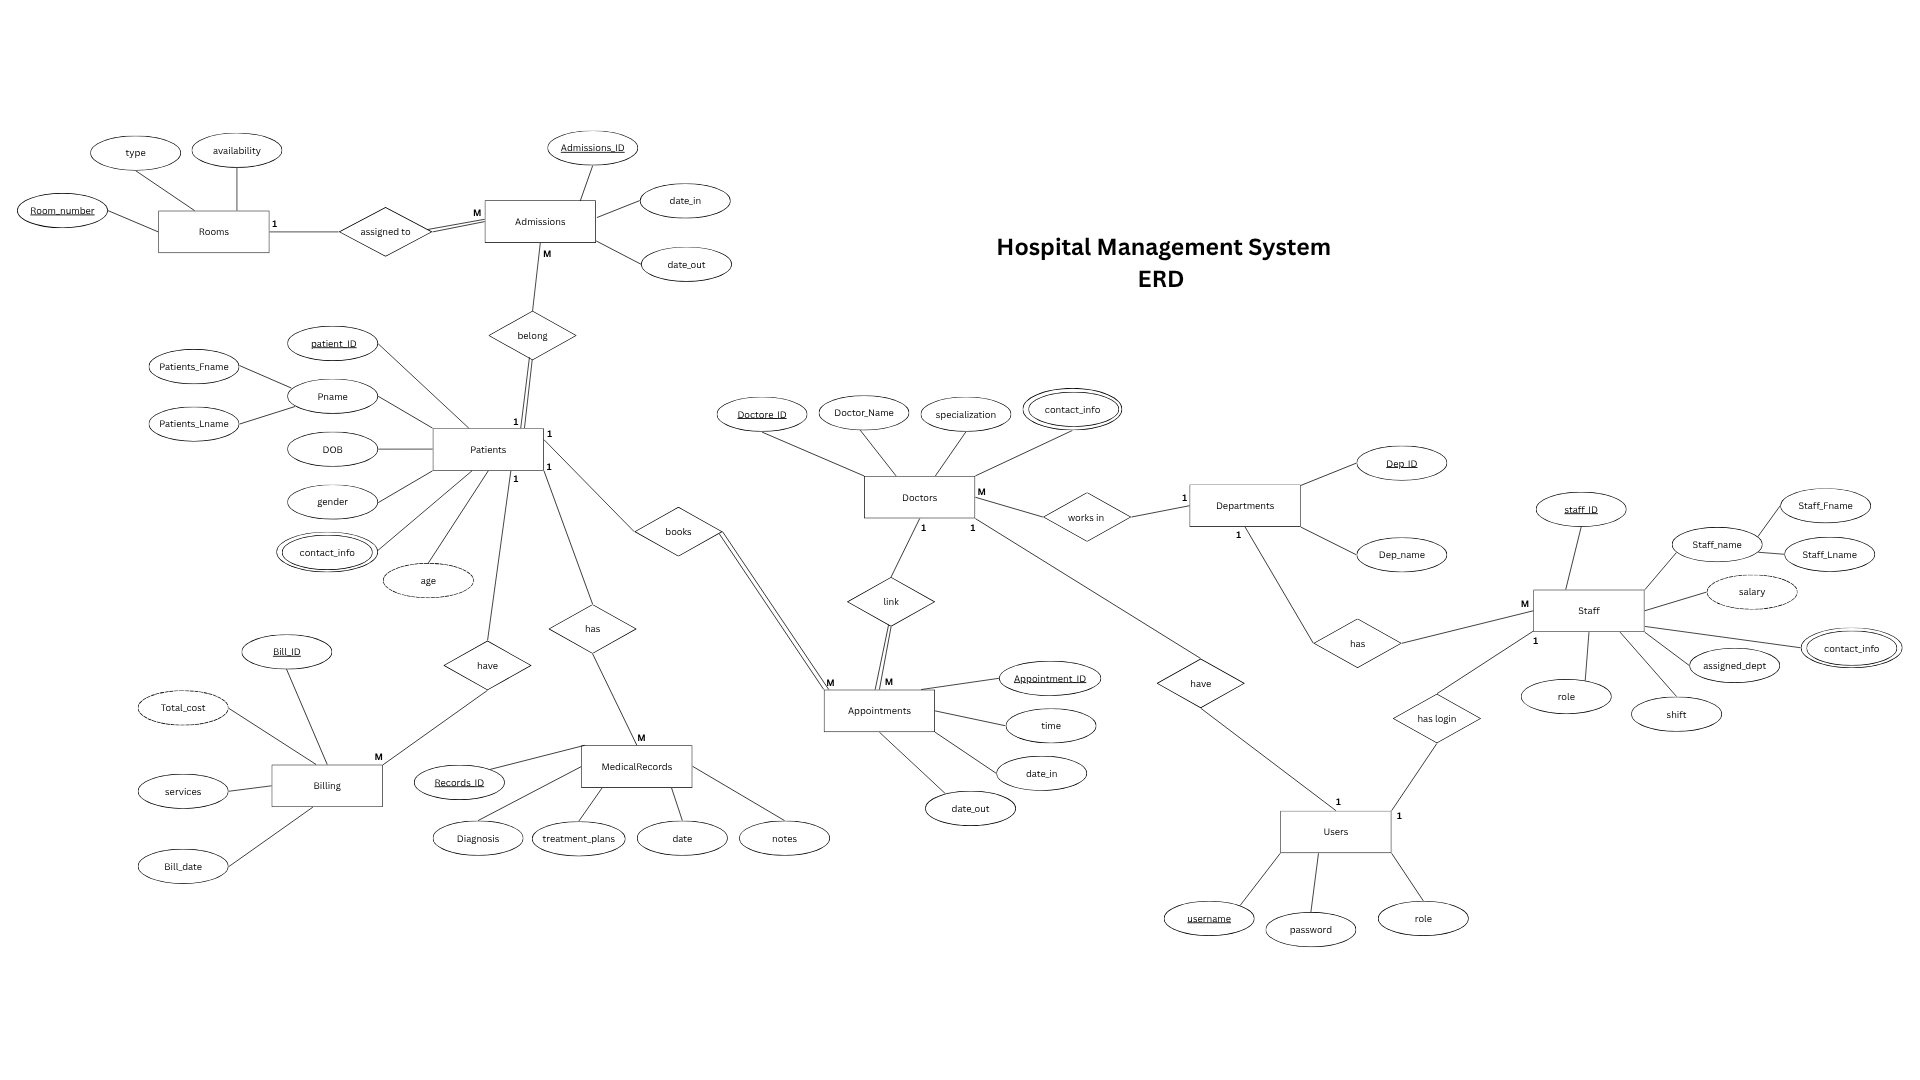 Hospital Management System
ERD
type
availability
Room_number
Rooms
1
assigned to
M
Admissions
Admissions_ID
date_in
date_out
M
belong
1
patient_ID
Patients_Fname
Pname
Patients_Lname
DOB
gender
contact_info
age
Patients
1
1
1
books
M
have
M
has
M
Bill_ID
Total_cost
services
Bill_date
Billing
MedicalRecords
Records_ID
Diagnosis
treatment_plans
date
notes
Doctore_ID
Doctor_Name
specialization
contact_info
Doctors
M
works in
1
1
1
link
M
Appointments
Appointment_ID
time
date_in
date_out
Departments
Dep_ID
Dep_name
1
has
M
have
1
staff_ID
Staff_name
Staff_Fname
Staff_Lname
salary
contact_info
assigned_dept
shift
role
Staff
1
has login
1
Users
username
password
role